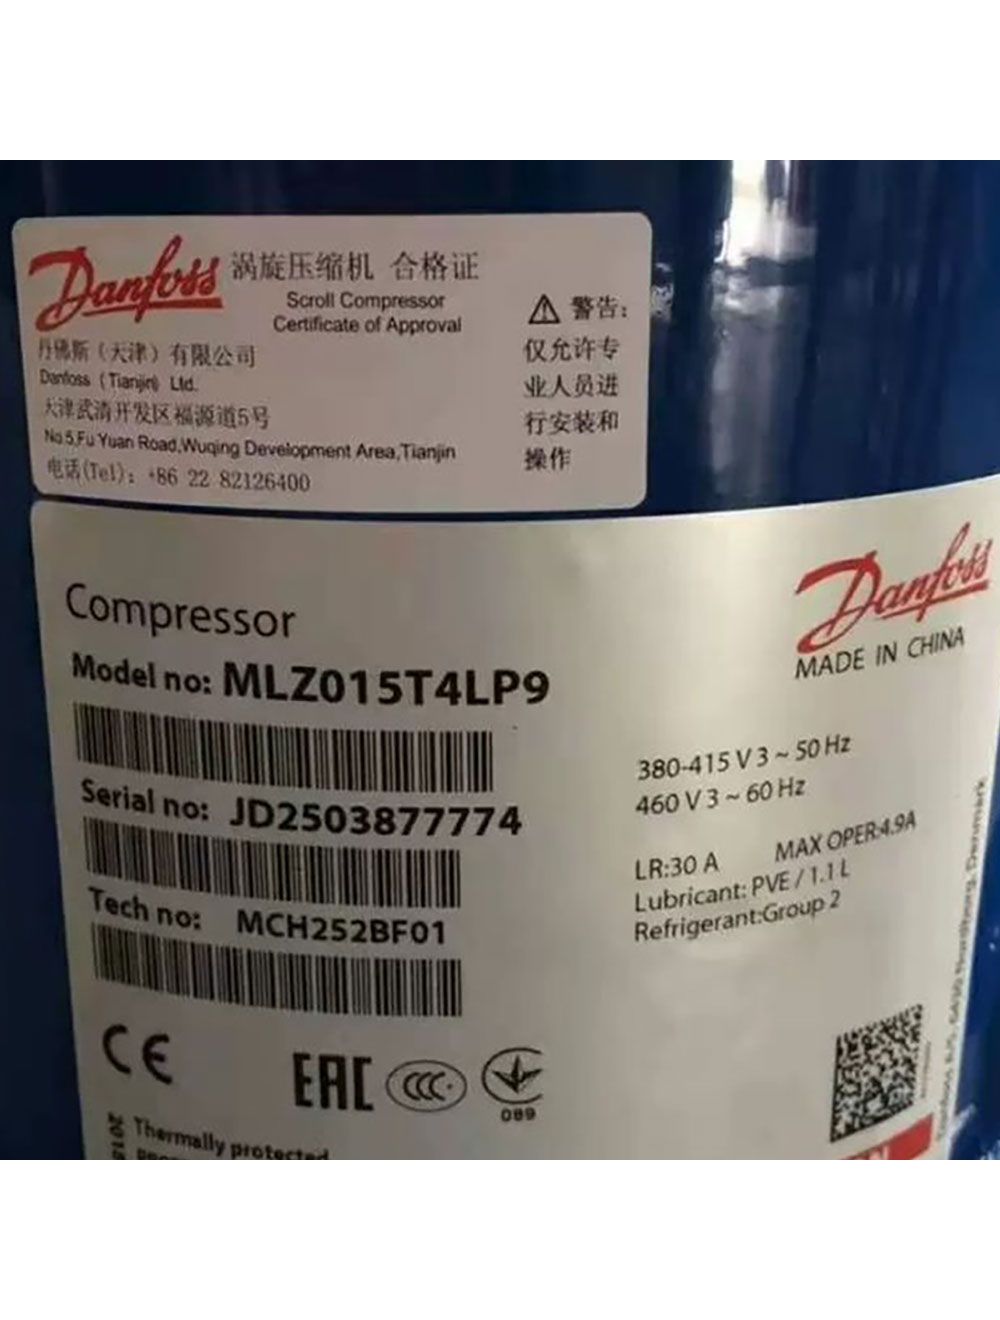 Danfoss 涡旋压缩机 合格证
Scroll Compressor
Certificate of Approval
丹佛斯（天津）有限公司
Danfoss (Tianjin) Ltd.
天津武清开发区福源道5号
No.5,Fu Yuan Road,Wuqing Development Area,Tianjin
电话(Tel): +86 22 82126400
警告:
仅允许专
业人员进
行安装和
操作
Danfoss
MADE IN CHINA
Compressor
Model no: MLZ015T4LP9
Serial no: JD2503877774
Tech no: MCH252BF01
380-415 V 3 ~ 50 Hz
460 V 3 ~ 60 Hz
LR:30 A MAX OPER:4.9A
Lubricant: PVE / 1.1 L
Refrigerant:Group 2
CE EAC CCC
089
Thermally protected
Danfoss A/S, 6430 Nordborg, Denmark